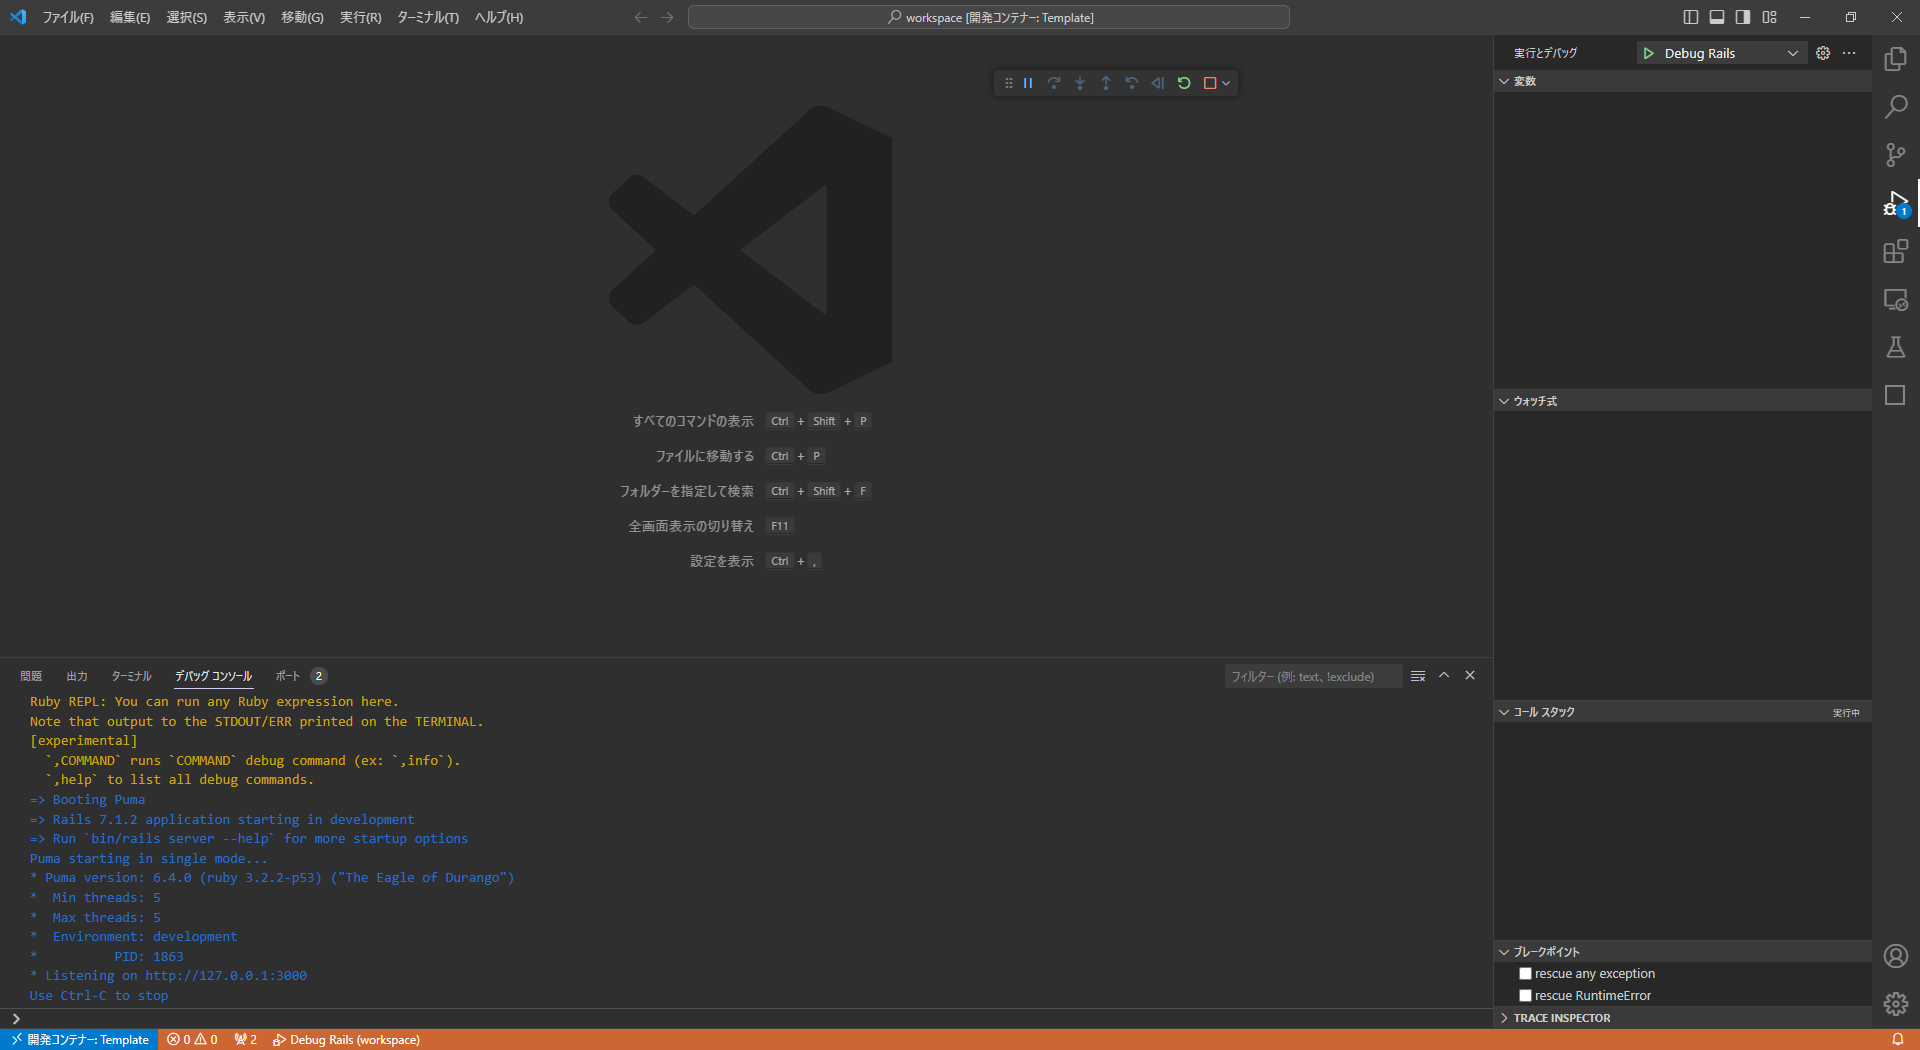 ファイル(F) 編集(E) 選択(S) 表示(V) 移動(G) 実行(R) ターミナル(T) ヘルプ(H)
workspace [開発コンテナー: Template]
実行とデバッグ
Debug Rails
変数
すべてのコマンドの表示 Ctrl + Shift + P
ファイルに移動する Ctrl + P
フォルダーを指定して検索 Ctrl + Shift + F
全画面表示の切り替え F11
設定を表示 Ctrl + ,
ウォッチ式
コール スタック 実行中
ブレークポイント
rescue any exception
rescue RuntimeError
TRACE INSPECTOR
1
問題 出力 ターミナル デバッグ コンソール ポート 2
フィルター (例: text、!exclude)
Ruby REPL: You can run any Ruby expression here.
Note that output to the STDOUT/ERR printed on the TERMINAL.
[experimental]
`,COMMAND` runs `COMMAND` debug command (ex: `,info`).
`,help` to list all debug commands.
=> Booting Puma
=> Rails 7.1.2 application starting in development
=> Run `bin/rails server --help` for more startup options
Puma starting in single mode...
* Puma version: 6.4.0 (ruby 3.2.2-p53) ("The Eagle of Durango")
* Min threads: 5
* Max threads: 5
* Environment: development
* PID: 1863
* Listening on http://127.0.0.1:3000
Use Ctrl-C to stop
開発コンテナー: Template 0 0 2 Debug Rails (workspace)